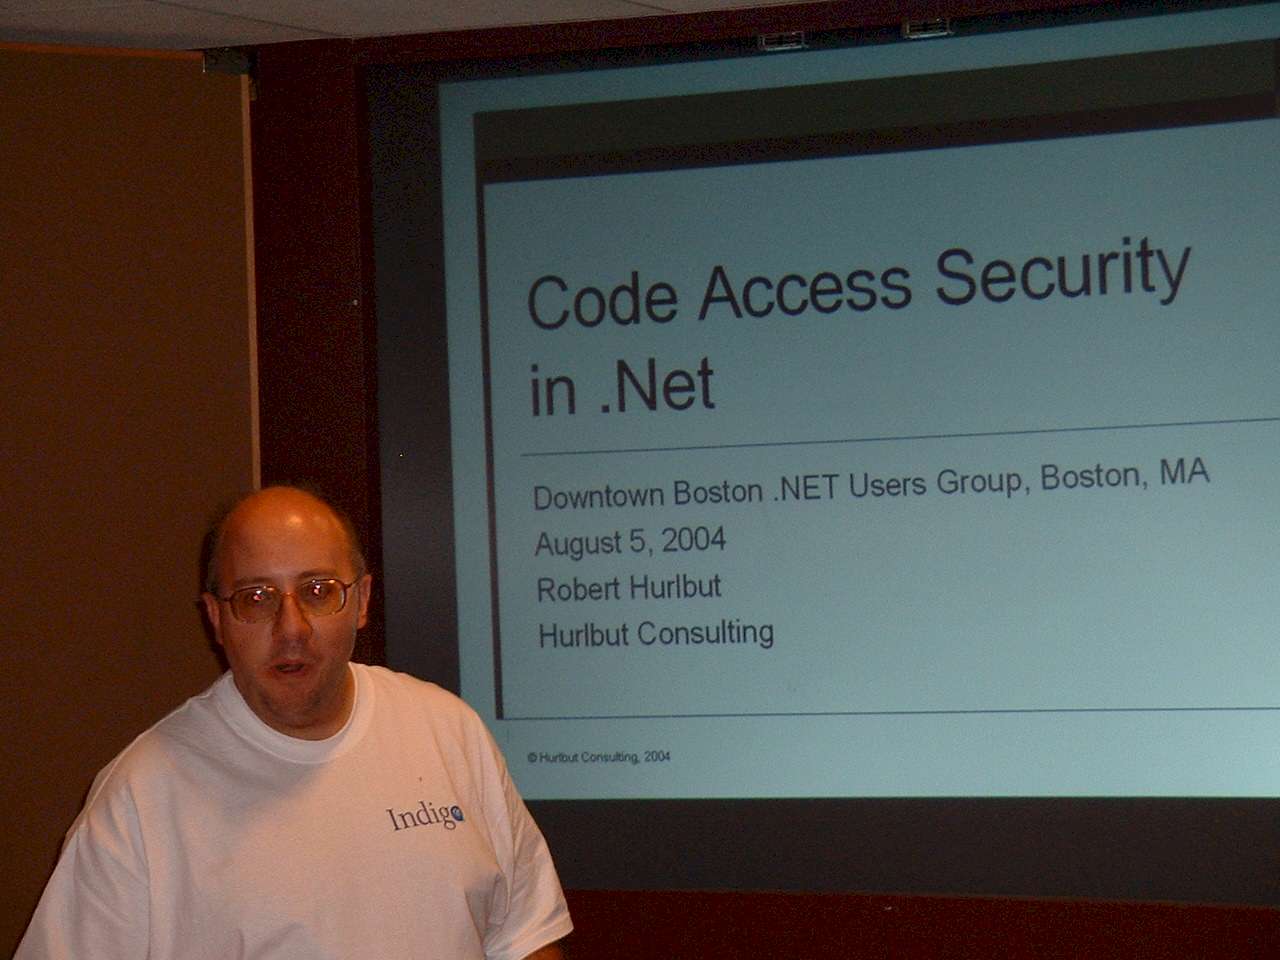 Code Access Security
in .Net
Downtown Boston .NET Users Group, Boston, MA
August 5, 2004
Robert Hurlbut
Hurlbut Consulting
© Hurlbut Consulting, 2004
Indigo